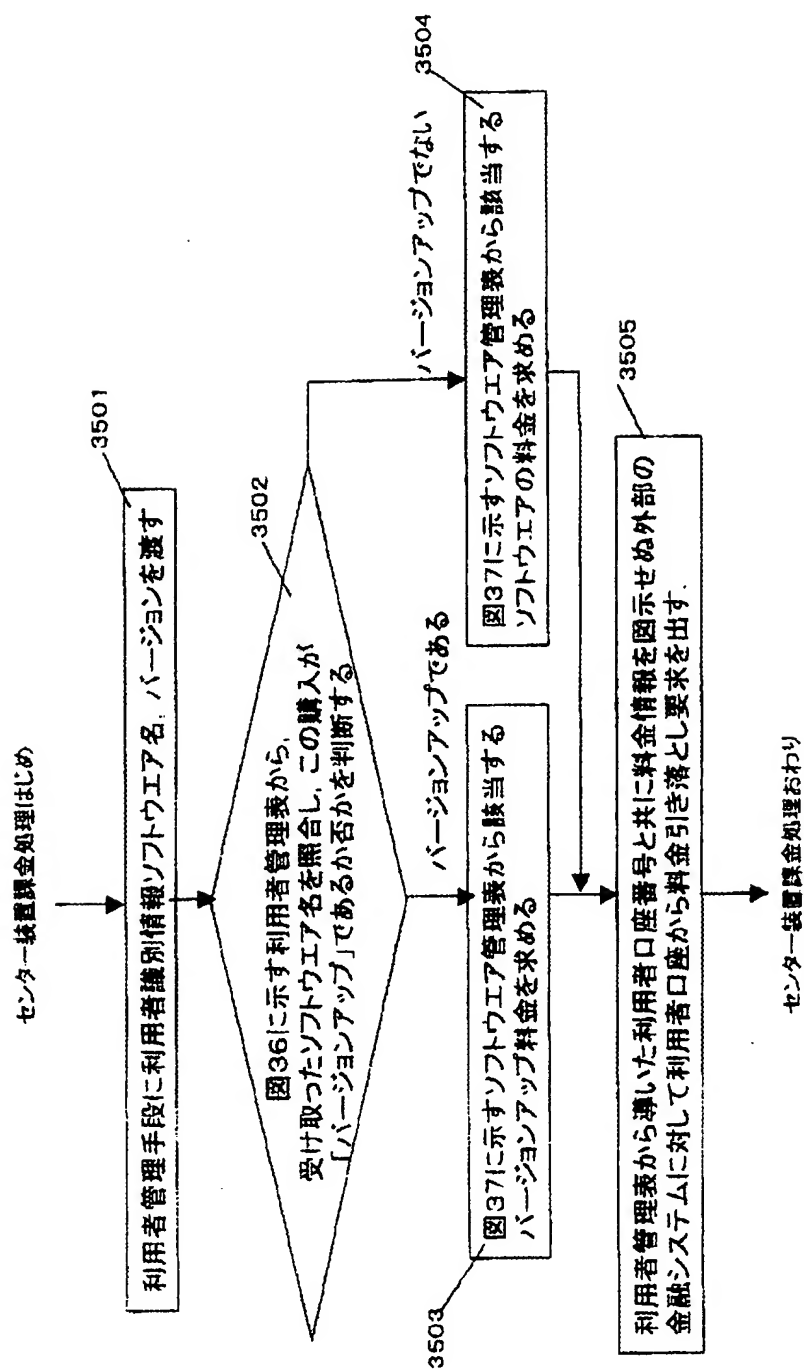 センター装置課金処理はじめ
3501
利用者管理手段に利用者識別情報ソフトウエア名，バージョンを渡す
3502
図36に示す利用者管理表から，
受け取ったソフトウエア名を照合し，この購入が
「バージョンアップ」であるか否かを判断する
バージョンアップである
バージョンアップでない
3503
図37に示すソフトウエア管理表から該当する
バージョンアップ料金を求める
3504
図37に示すソフトウエア管理表から該当する
ソフトウエアの料金を求める
3505
利用者管理表から導いた利用者口座番号と共に料金情報を図示せぬ外部の
金融システムに対して利用者口座から料金引き落とし要求を出す．
センター装置課金処理おわり